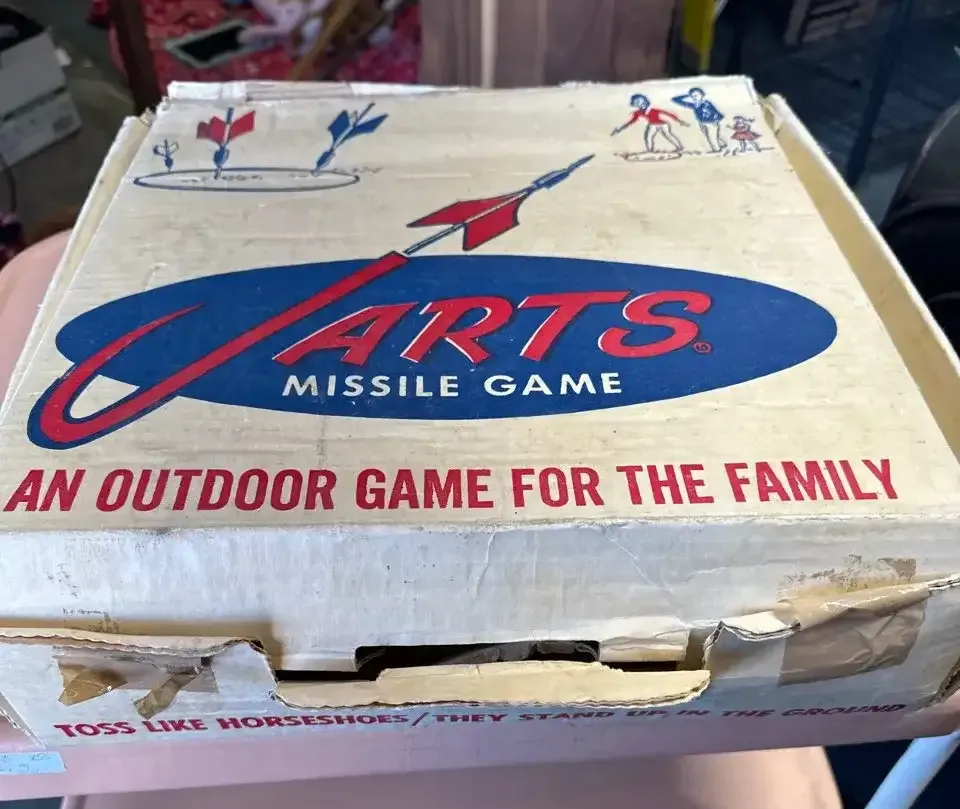 JARTS®
MISSILE GAME
AN OUTDOOR GAME FOR THE FAMILY
TOSS LIKE HORSESHOES / THEY STAND UP IN THE GROUND